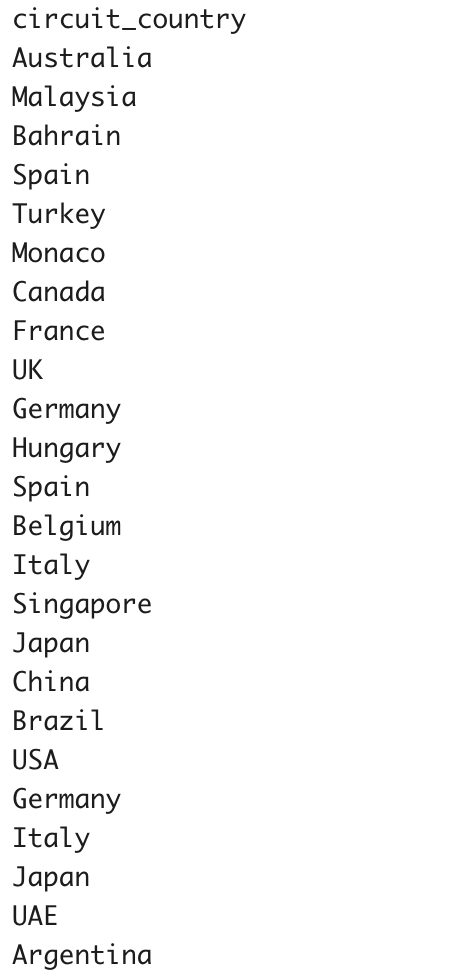 circuit_country
Australia
Malaysia
Bahrain
Spain
Turkey
Monaco
Canada
France
UK
Germany
Hungary
Spain
Belgium
Italy
Singapore
Japan
China
Brazil
USA
Germany
Italy
Japan
UAE
Argentina